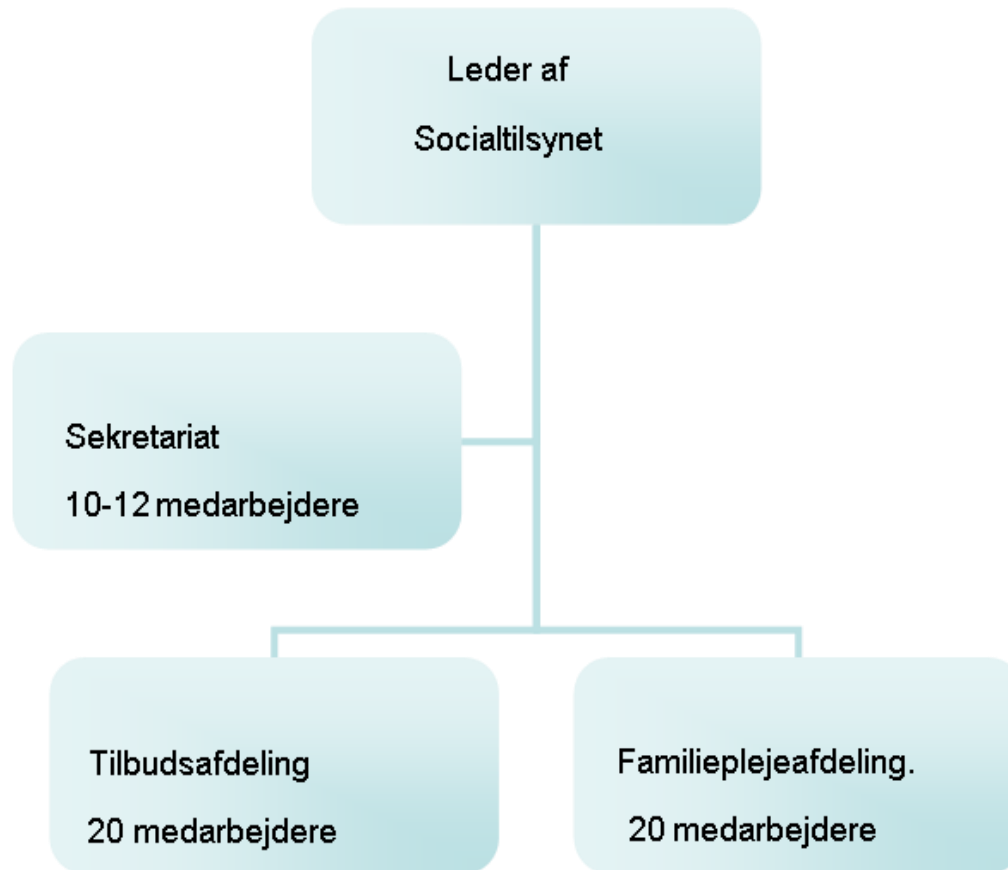 Leder af
Socialtilsynet
Sekretariat
10-12 medarbejdere
Tilbudsafdeling
20 medarbejdere
Familieplejeafdeling.
20 medarbejdere